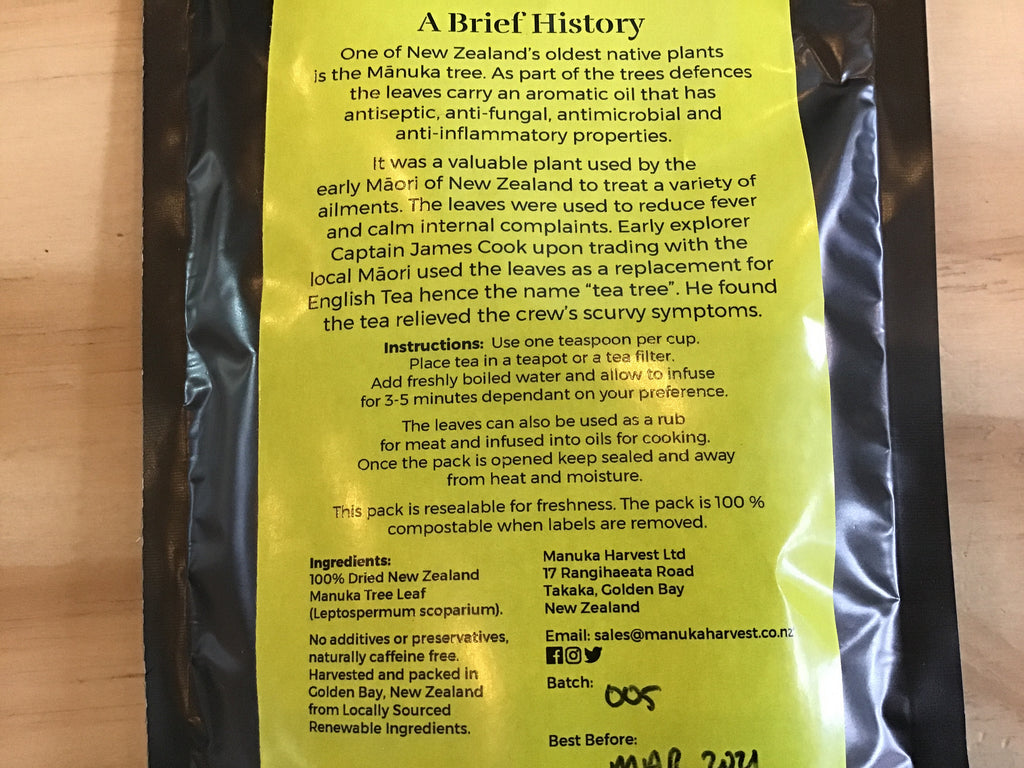 A Brief History
One of New Zealand's oldest native plants
is the Mānuka tree. As part of the trees defences
the leaves carry an aromatic oil that has
antiseptic, anti-fungal, antimicrobial and
anti-inflammatory properties.
It was a valuable plant used by the
early Māori of New Zealand to treat a variety of
ailments. The leaves were used to reduce fever
and calm internal complaints. Early explorer
Captain James Cook upon trading with the
local Māori used the leaves as a replacement for
English Tea hence the name “tea tree”. He found
the tea relieved the crew's scurvy symptoms.
Instructions: Use one teaspoon per cup.
Place tea in a teapot or a tea filter.
Add freshly boiled water and allow to infuse
for 3-5 minutes dependant on your preference.
The leaves can also be used as a rub
for meat and infused into oils for cooking.
Once the pack is opened keep sealed and away
from heat and moisture.
This pack is resealable for freshness. The pack is 100 %
compostable when labels are removed.
Ingredients:
100% Dried New Zealand
Manuka Tree Leaf
(Leptospermum scoparium).
No additives or preservatives,
naturally caffeine free.
Harvested and packed in
Golden Bay, New Zealand
from Locally Sourced
Renewable Ingredients.
Manuka Harvest Ltd
17 Rangihaeata Road
Takaka, Golden Bay
New Zealand
Email: sales@manukaharvest.co.nz
Batch: 005
Best Before:
MAR 2021